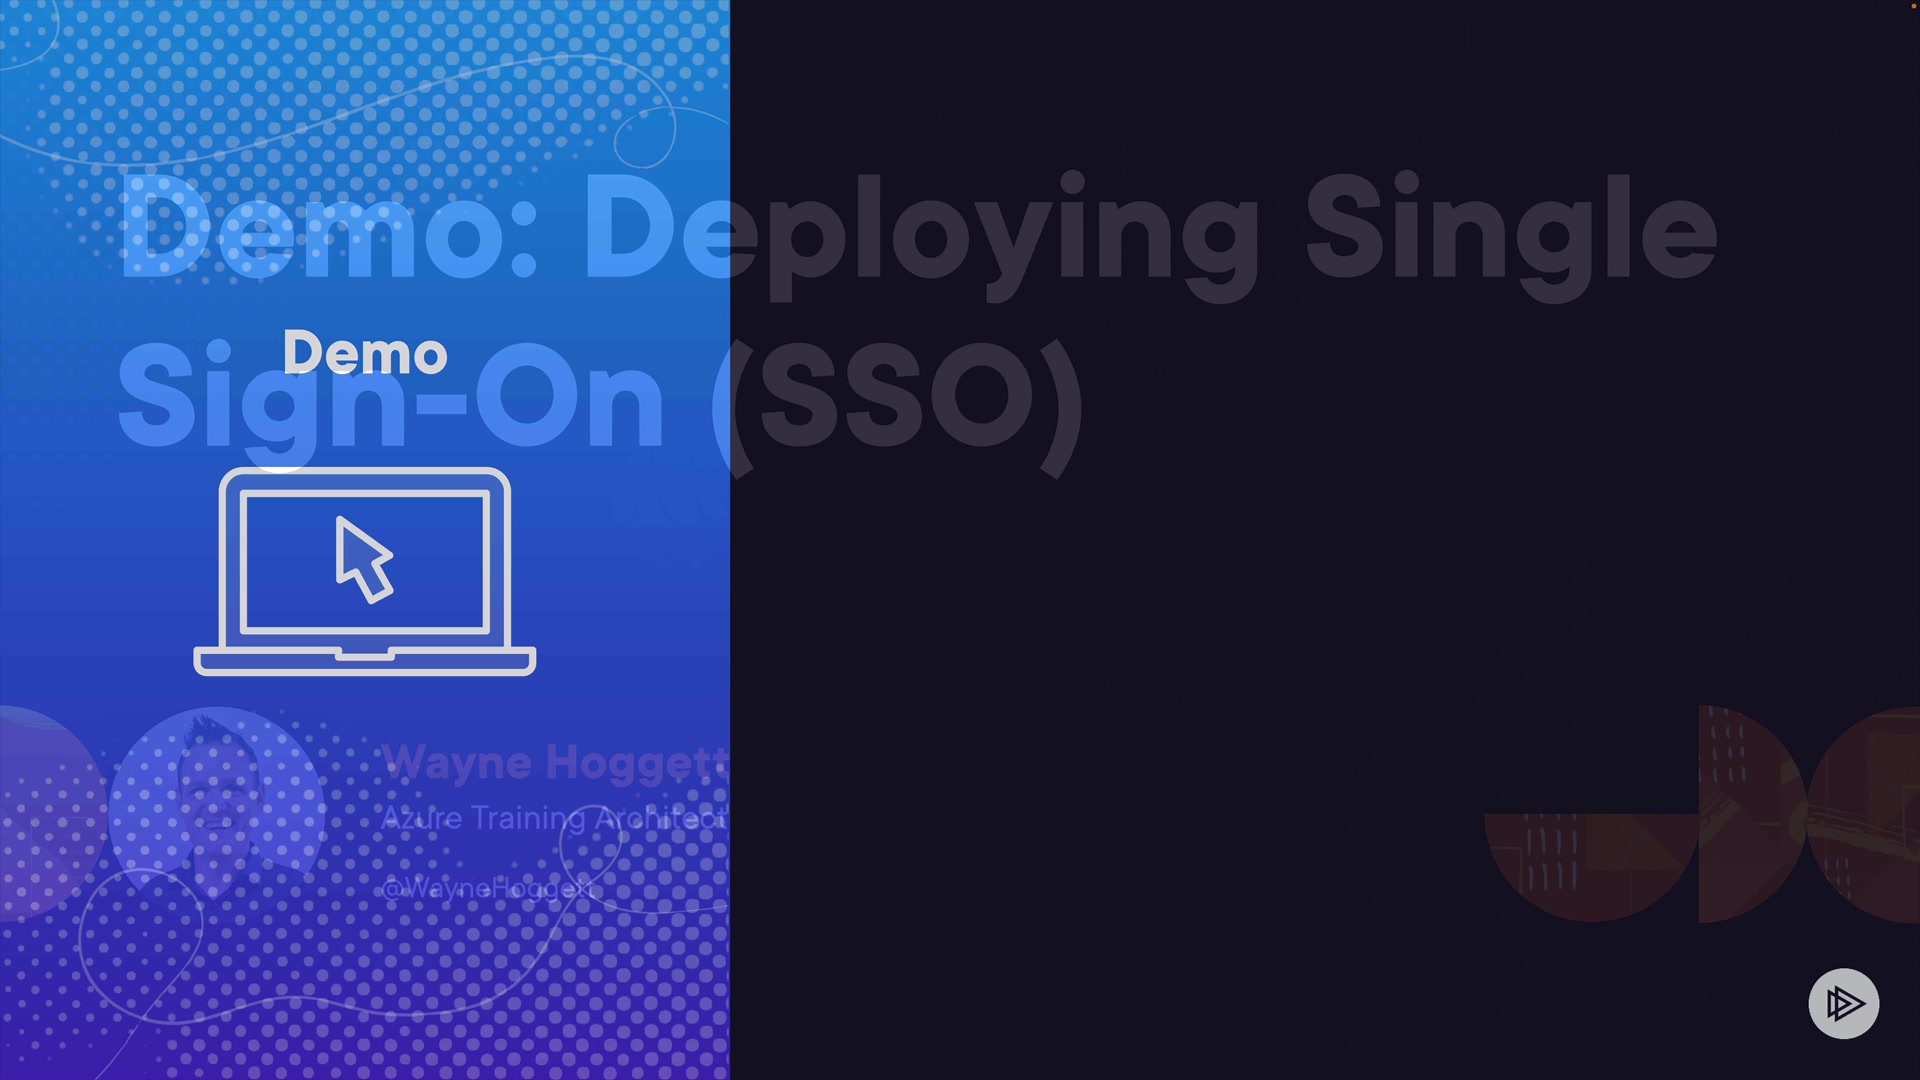 Demo: Deploying Single
Sign-On (SSO)
Demo
Wayne Hoggett
Azure Training Architect
@WayneHoggett